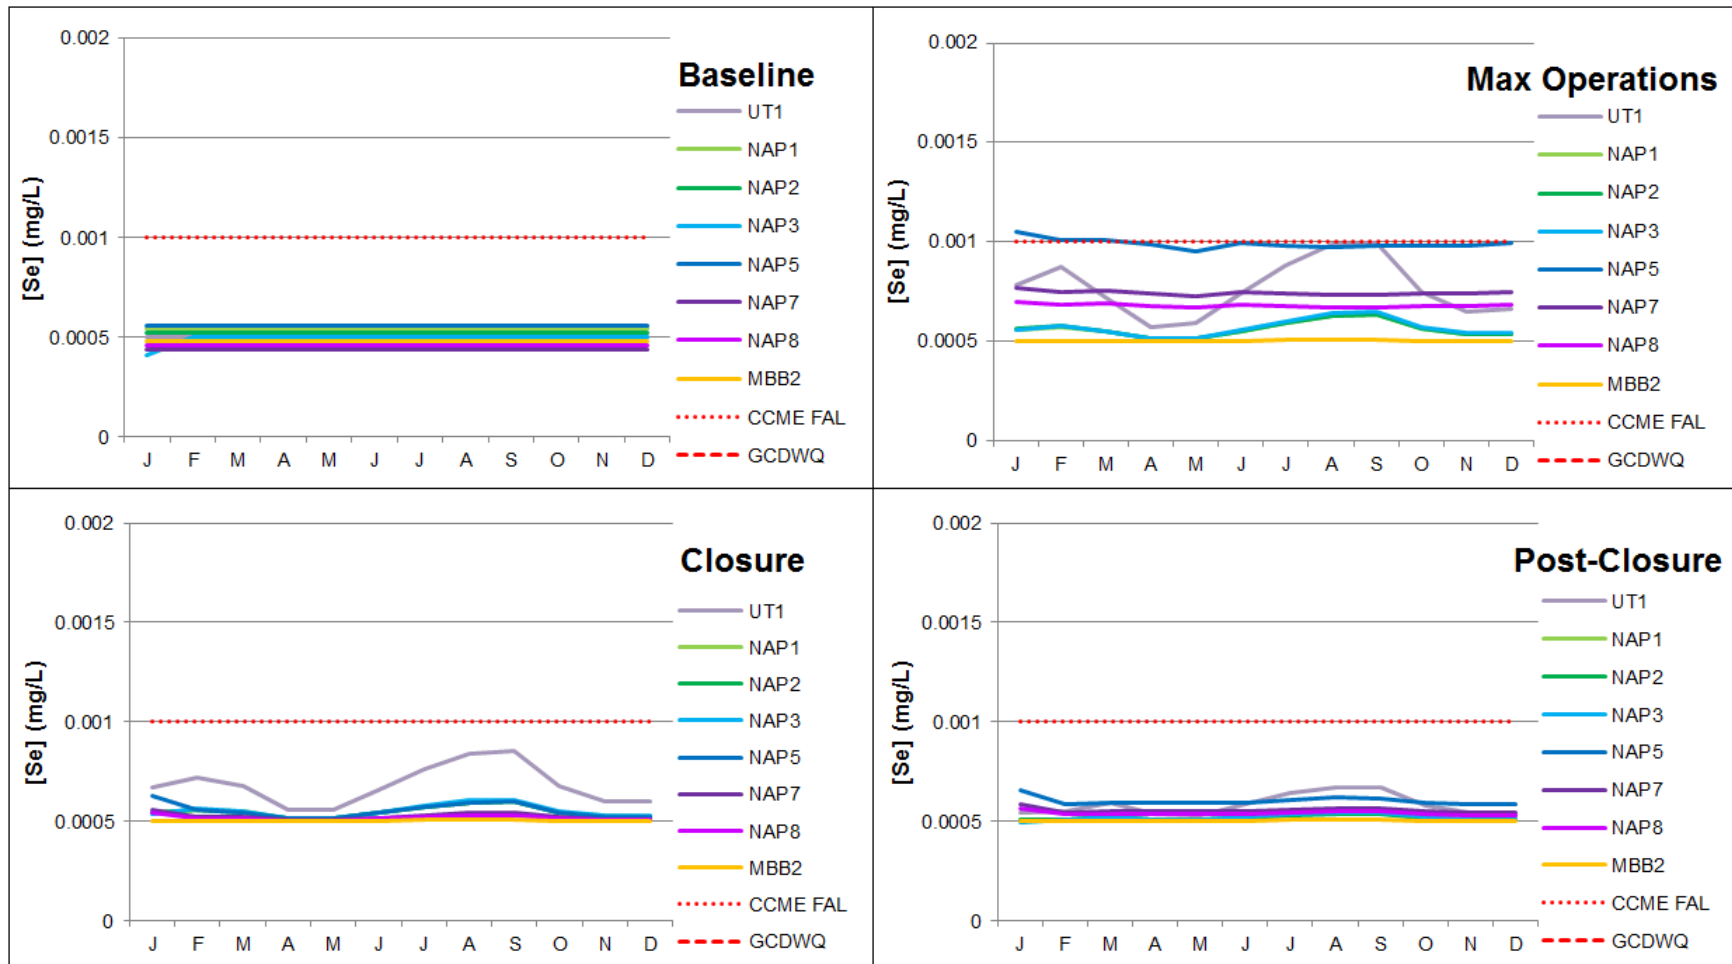 Baseline
[Se] (mg/L)
0.002
0.0015
0.001
0.0005
0
J F M A M J J A S O N D
UT1
NAP1
NAP2
NAP3
NAP5
NAP7
NAP8
MBB2
CCME FAL
GCDWQ
Max Operations
[Se] (mg/L)
0.002
0.0015
0.001
0.0005
0
J F M A M J J A S O N D
UT1
NAP1
NAP2
NAP3
NAP5
NAP7
NAP8
MBB2
CCME FAL
GCDWQ
Closure
[Se] (mg/L)
0.002
0.0015
0.001
0.0005
0
J F M A M J J A S O N D
UT1
NAP1
NAP2
NAP3
NAP5
NAP7
NAP8
MBB2
CCME FAL
GCDWQ
Post-Closure
[Se] (mg/L)
0.002
0.0015
0.001
0.0005
0
J F M A M J J A S O N D
UT1
NAP1
NAP2
NAP3
NAP5
NAP7
NAP8
MBB2
CCME FAL
GCDWQ